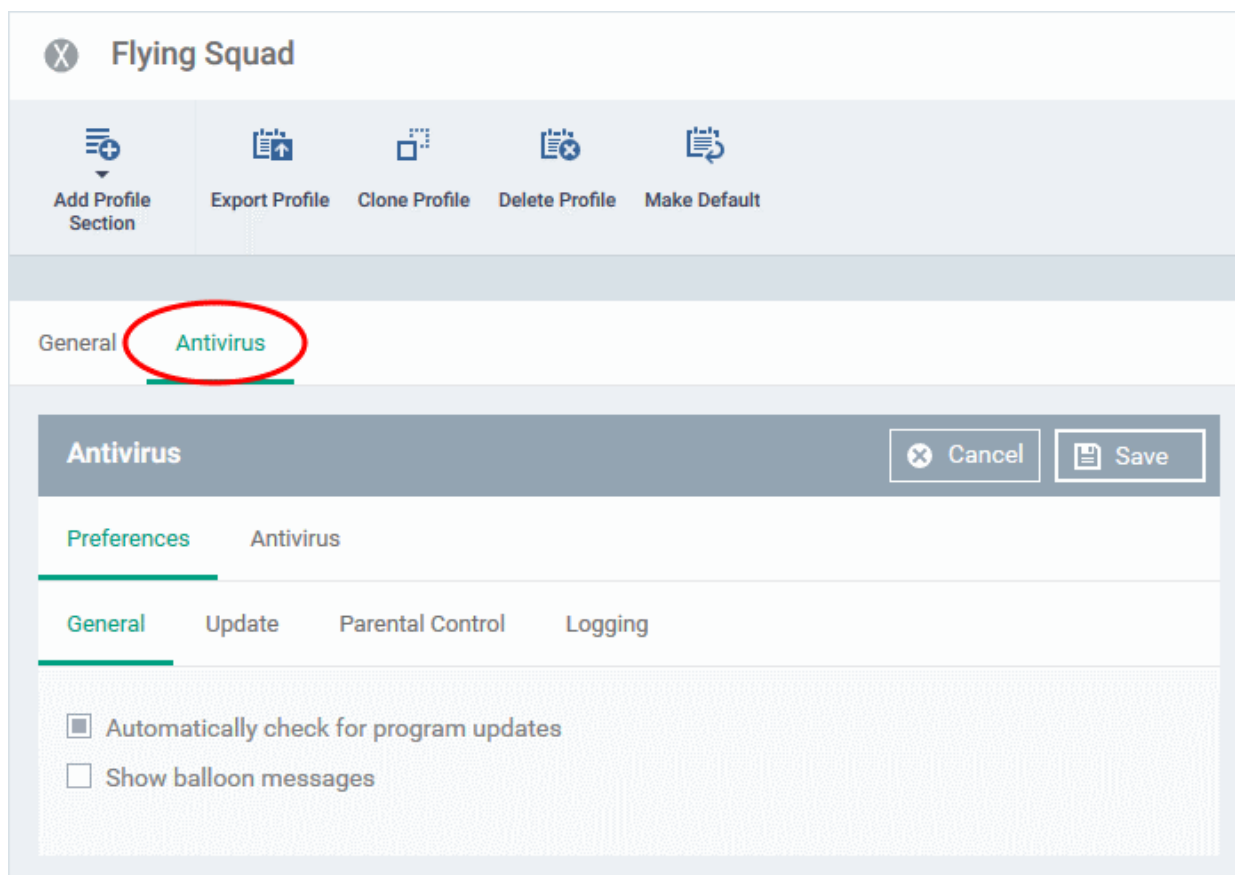 X Flying Squad
Add Profile Section
Export Profile
Clone Profile
Delete Profile
Make Default
General Antivirus
Antivirus Cancel Save
Preferences Antivirus
General Update Parental Control Logging
Automatically check for program updates
Show balloon messages